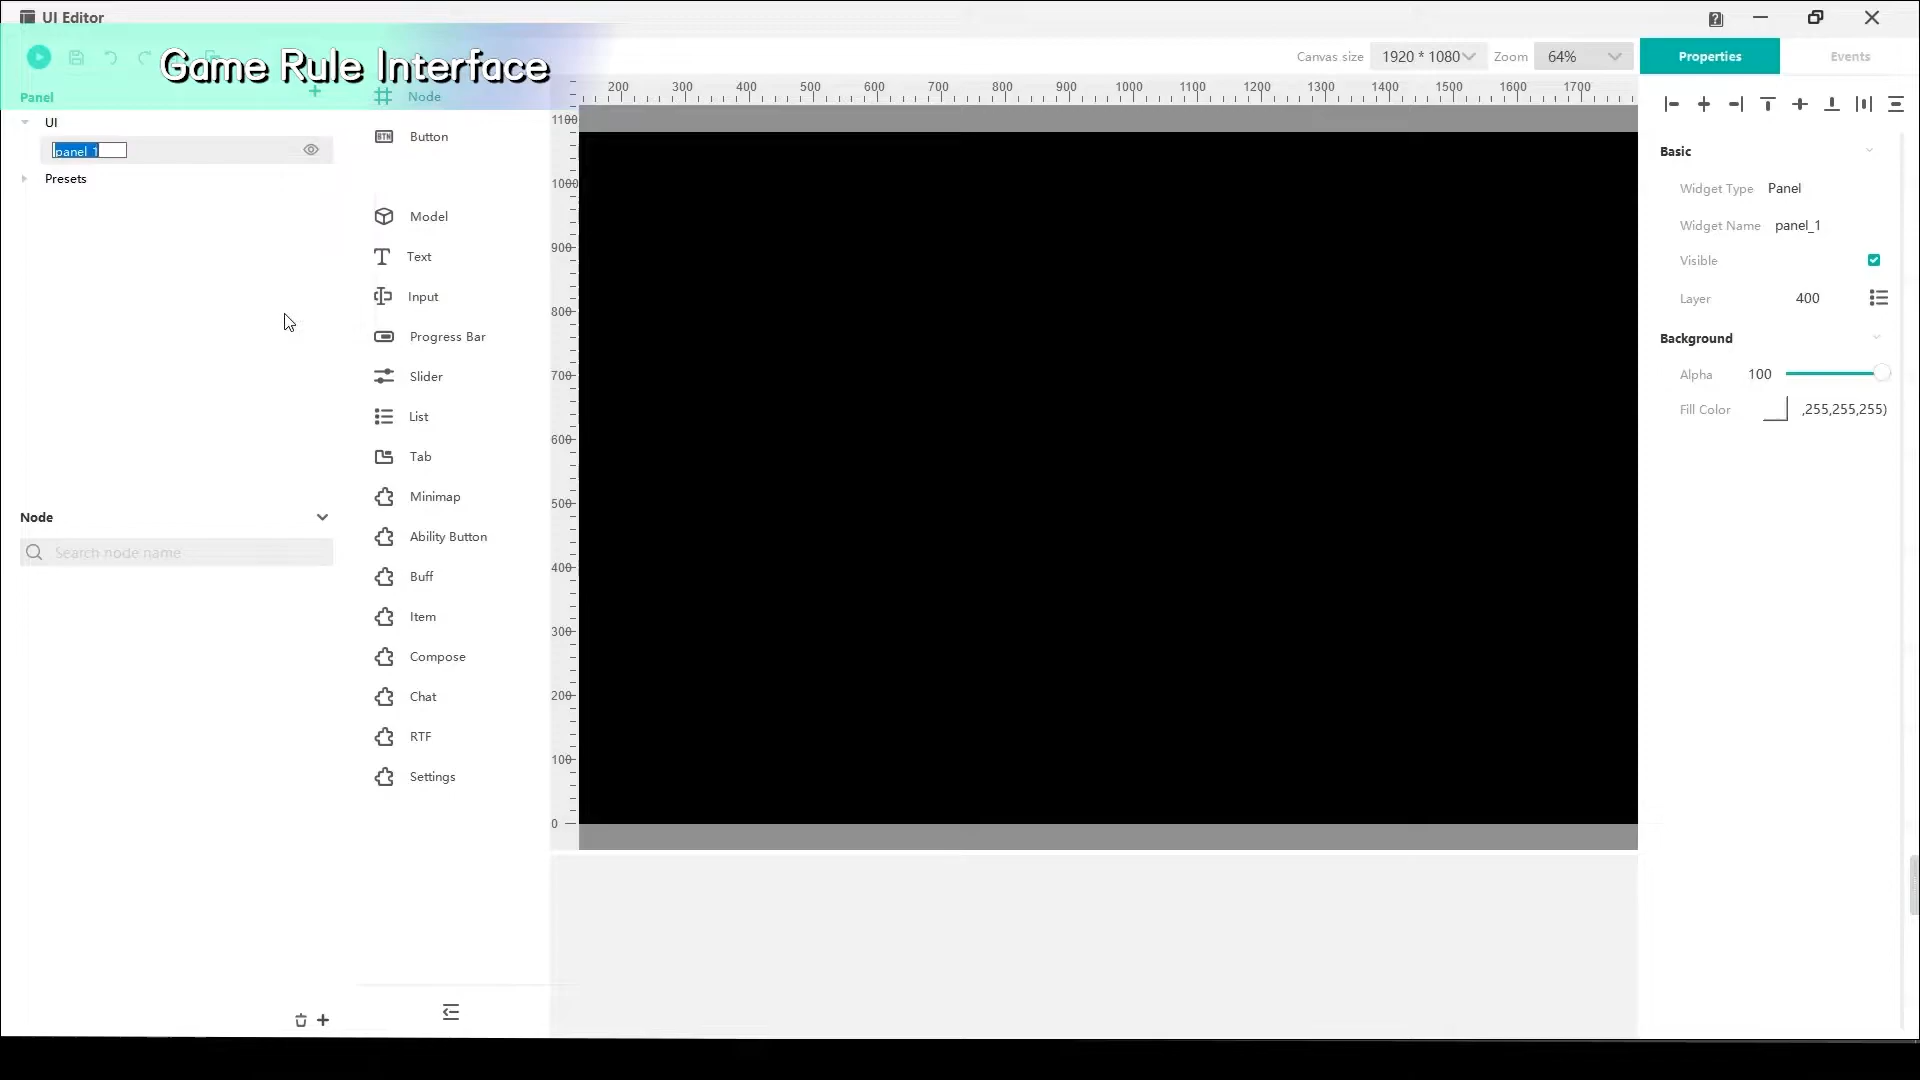 UI Editor
Game Rule Interface
Canvas size 1920 * 1080 Zoom 64% Properties Events
200 300 400 500 600 700 800 900 1000 1100 1200 1300 1400 1500 1600 1700
Panel
UI
panel_1
Presets
Node
Search node name
Node
Button
Model
Text
Input
Progress Bar
Slider
List
Tab
Minimap
Ability Button
Buff
Item
Compose
Chat
RTF
Settings
1100
1000
900
800
700
600
500
400
300
200
100
0
Basic
Widget Type Panel
Widget Name panel_1
Visible
Layer 400
Background
Alpha 100
Fill Color ,255,255,255)